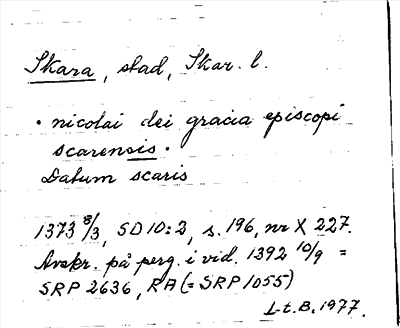 Skara, stad, Skar. l.
• nicolai dei gracia episcopi
scarensis •
Datum scaris
1373 8/3, SD 10:2, s. 196, nr X 227.
Avskr. på perg. i vid. 1392 10/9 =
SRP 2636, RA (= SRP 1055)
L-t. B. 1977.